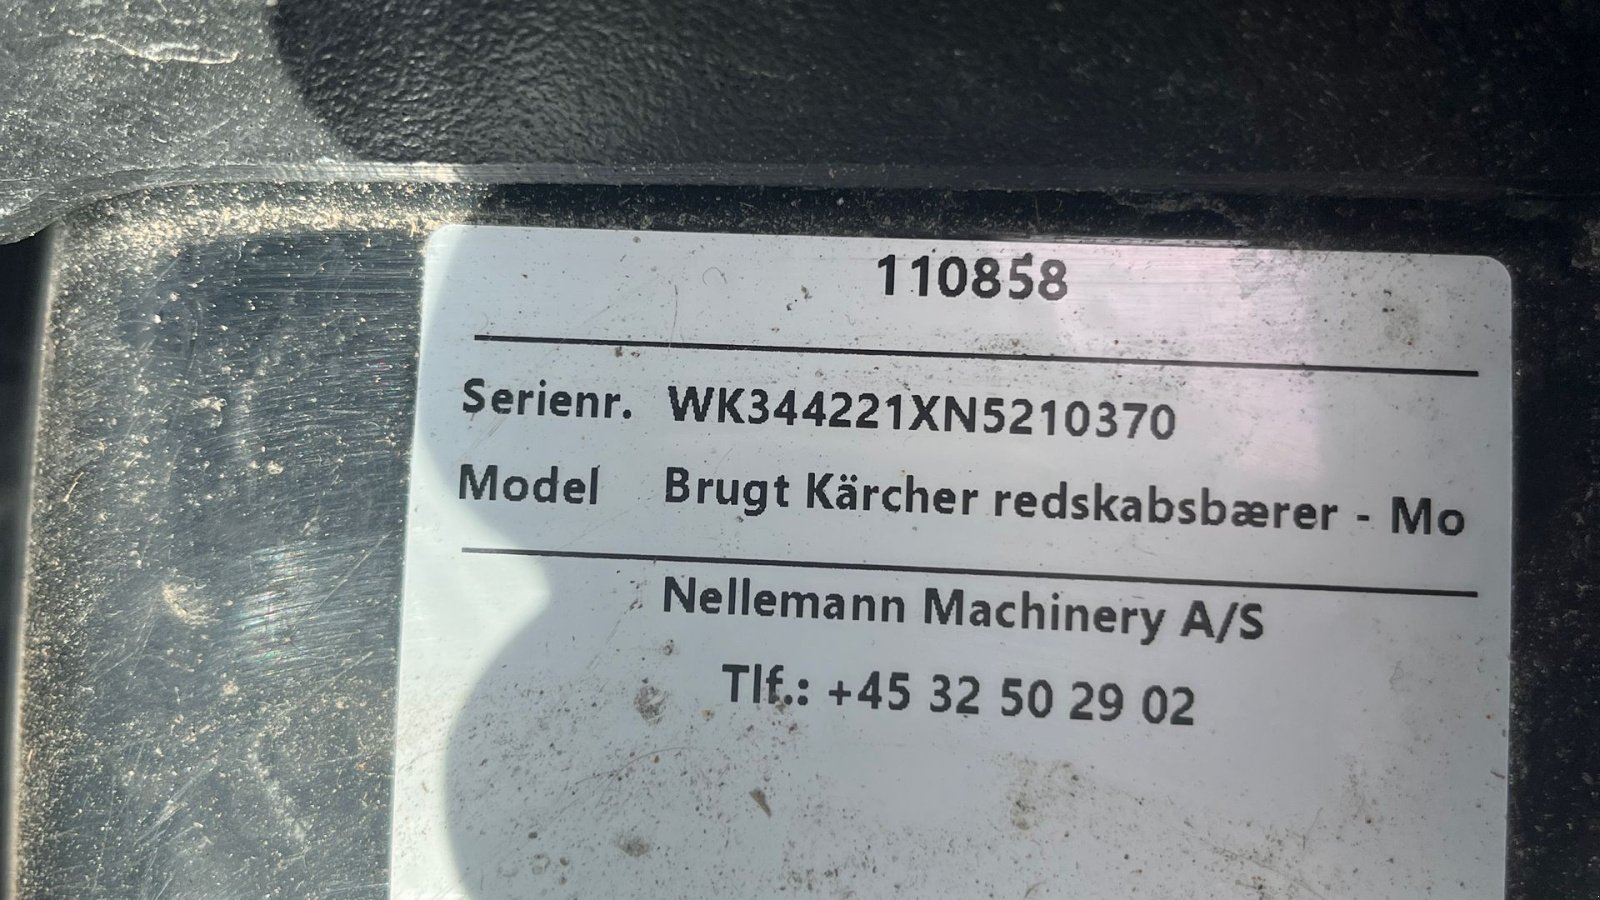 110858
Serienr. WK344221XN5210370
Model Brugt Kärcher redskabsbærer - Mo
Nellemann Machinery A/S
Tlf.: +45 32 50 29 02